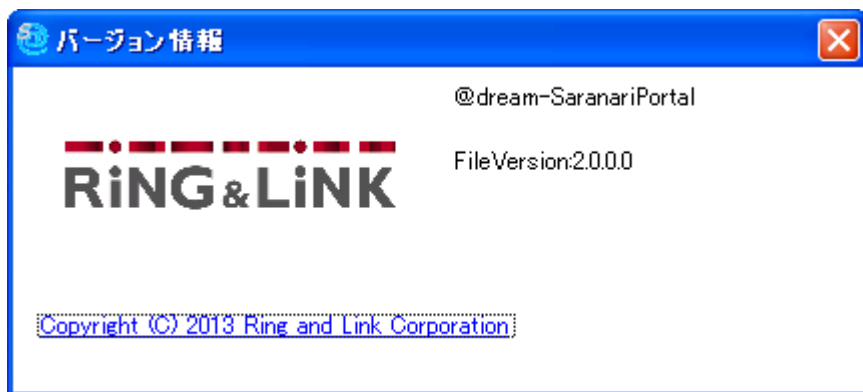 バージョン情報
@dream-SaranariPortal
RiNG&LiNK
FileVersion:2.0.0.0
Copyright (C) 2013 Ring and Link Corporation